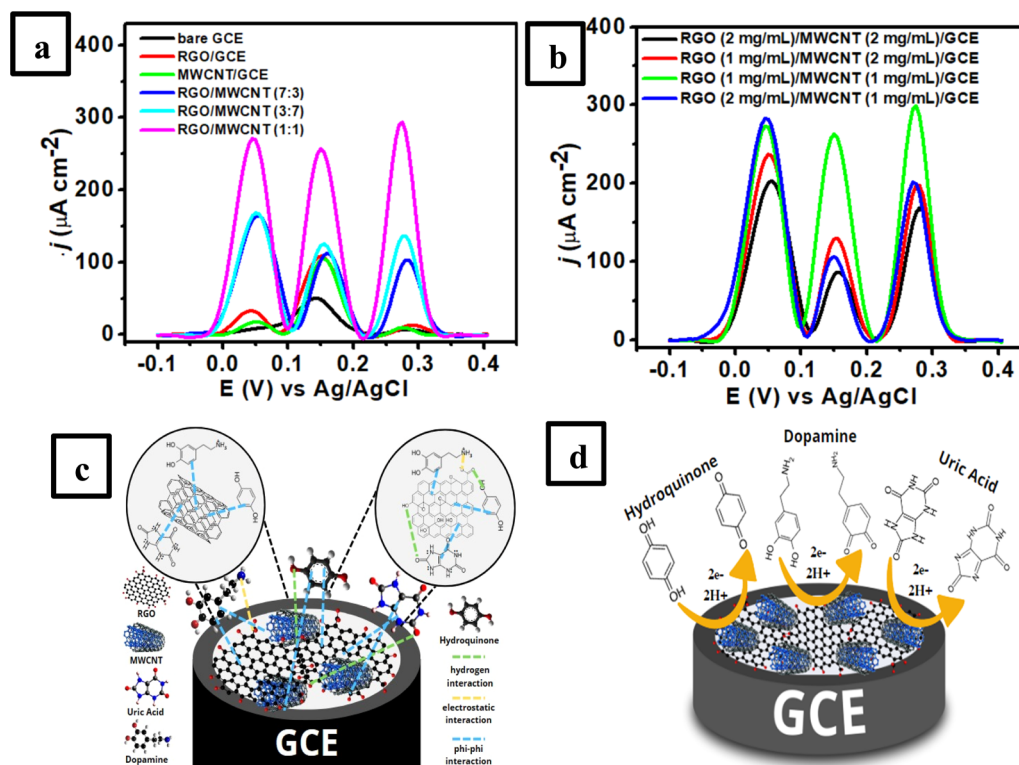 a
400
300
200
100
0
j (µA cm-2)
bare GCE
RGO/GCE
MWCNT/GCE
RGO/MWCNT (7:3)
RGO/MWCNT (3:7)
RGO/MWCNT (1:1)
-0.1 0.0 0.1 0.2 0.3 0.4
E (V) vs Ag/AgCl
b
400
300
200
100
0
j (µA cm-2)
RGO (2 mg/mL)/MWCNT (2 mg/mL)/GCE
RGO (1 mg/mL)/MWCNT (2 mg/mL)/GCE
RGO (1 mg/mL)/MWCNT (1 mg/mL)/GCE
RGO (2 mg/mL)/MWCNT (1 mg/mL)/GCE
-0.1 0.0 0.1 0.2 0.3 0.4
E (V) vs Ag/AgCl
c
RGO
MWCNT
Uric Acid
Dopamine
GCE
Hydroquinone
hydrogen
interaction
electrostatic
interaction
phi-phi
interaction
d
Hydroquinone
Dopamine
Uric Acid
OH
OH
O
O
NH2
HO
OH
NH2
O
O
2e-
2H+
2e-
2H+
2e-
2H+
GCE